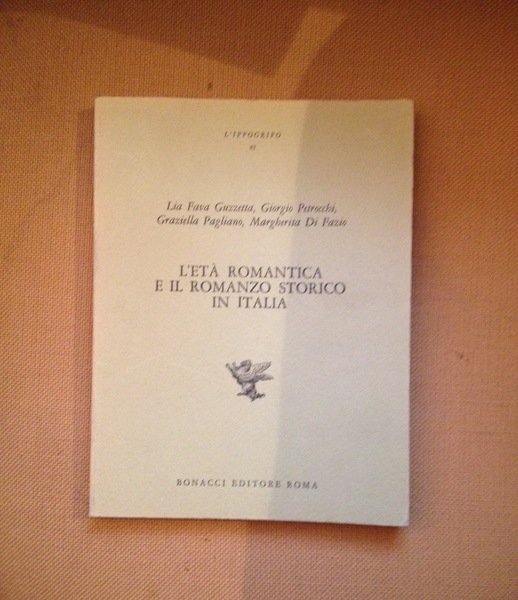 L'IPPOGRIFO
Lia Fava Guzzetta, Giorgio Petrocchi,
Graziella Pagliano, Margherita Di Fazio
L'ETÀ ROMANTICA
E IL ROMANZO STORICO
IN ITALIA
BONACCI EDITORE ROMA